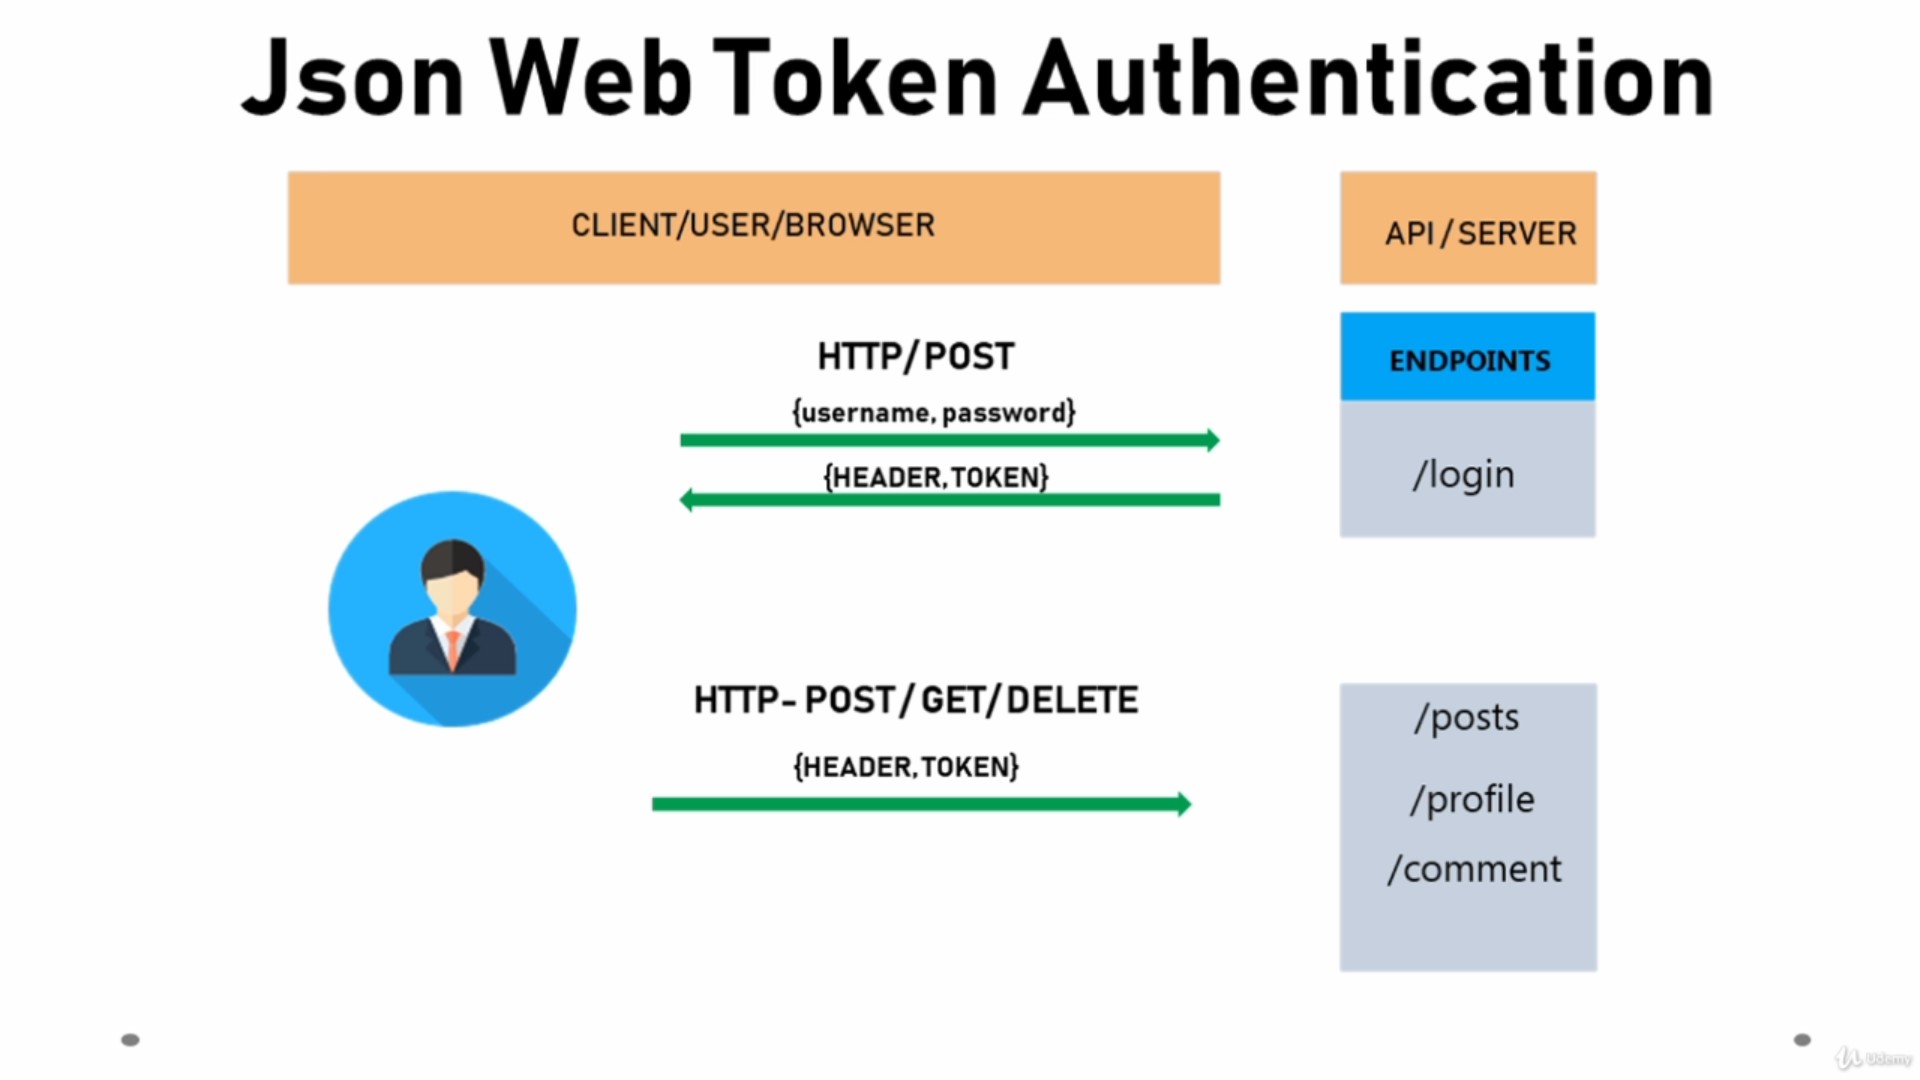 Json Web Token Authentication
CLIENT/USER/BROWSER
API / SERVER
HTTP/ POST
{username, password}
{HEADER, TOKEN}
ENDPOINTS
/login
HTTP- POST / GET/ DELETE
{HEADER, TOKEN}
/posts
/profile
/comment
Udemy